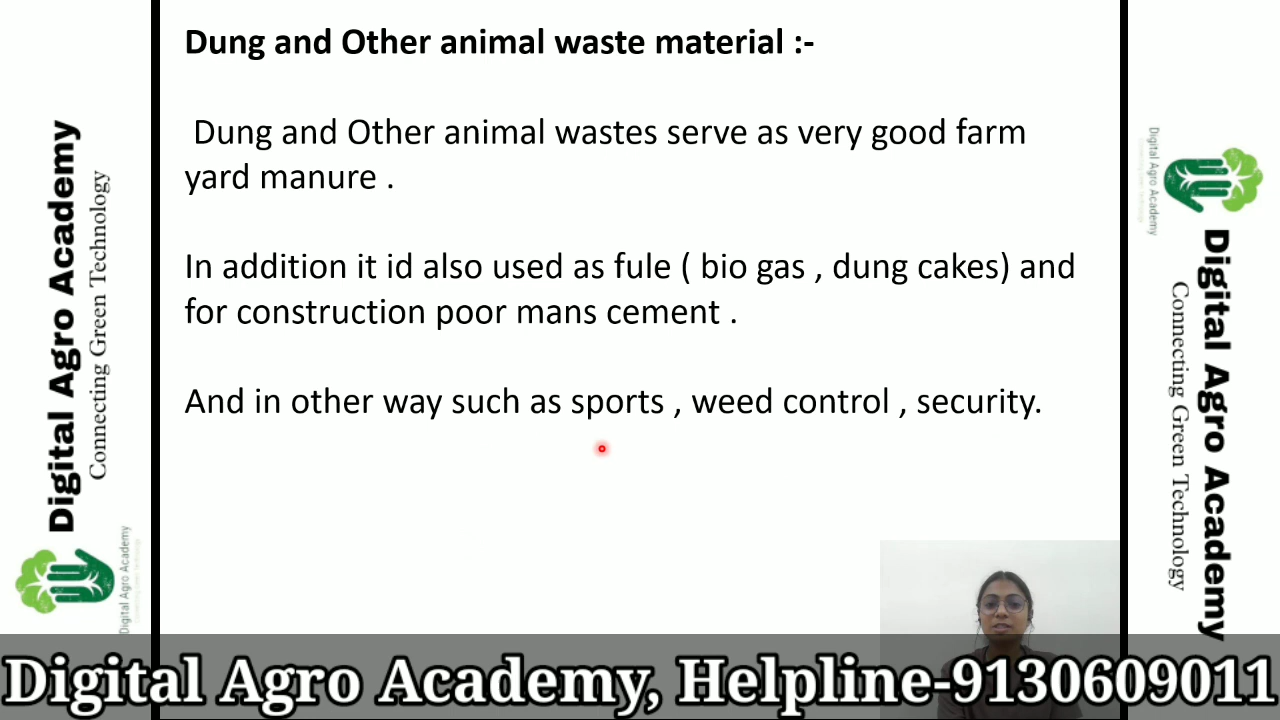 Dung and Other animal waste material :-
Dung and Other animal wastes serve as very good farm
yard manure .
In addition it id also used as fule ( bio gas , dung cakes) and
for construction poor mans cement .
And in other way such as sports , weed control , security.
Digital Agro Academy
Connecting Green Technology
Digital Agro Academy
Digital Agro Academy
Digital Agro Academy
Connecting Green Technology
Digital Agro Academy, Helpline-9130609011